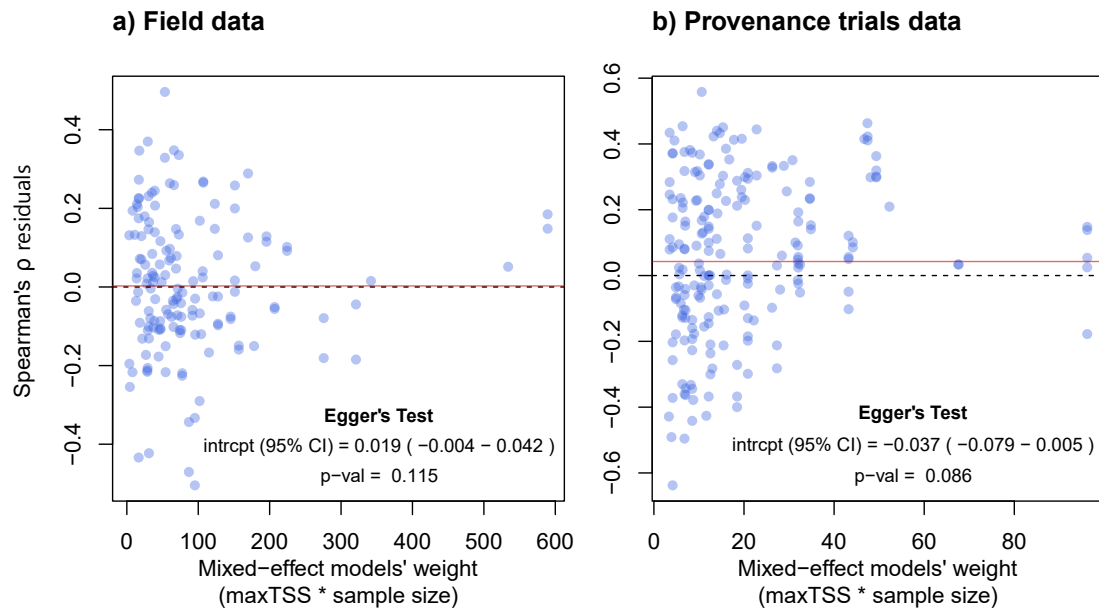 a) Field data
Spearman's ρ residuals
0.4
0.2
0.0
−0.2
−0.4
Egger's Test
intrcpt (95% CI) = 0.019 ( −0.004 − 0.042 )
p−val = 0.115
0 100 200 300 400 500 600
Mixed−effect models' weight
(maxTSS * sample size)
b) Provenance trials data
0.6
0.4
0.2
0.0
−0.2
−0.4
−0.6
Egger's Test
intrcpt (95% CI) = −0.037 ( −0.079 − 0.005 )
p−val = 0.086
0 20 40 60 80
Mixed−effect models' weight
(maxTSS * sample size)